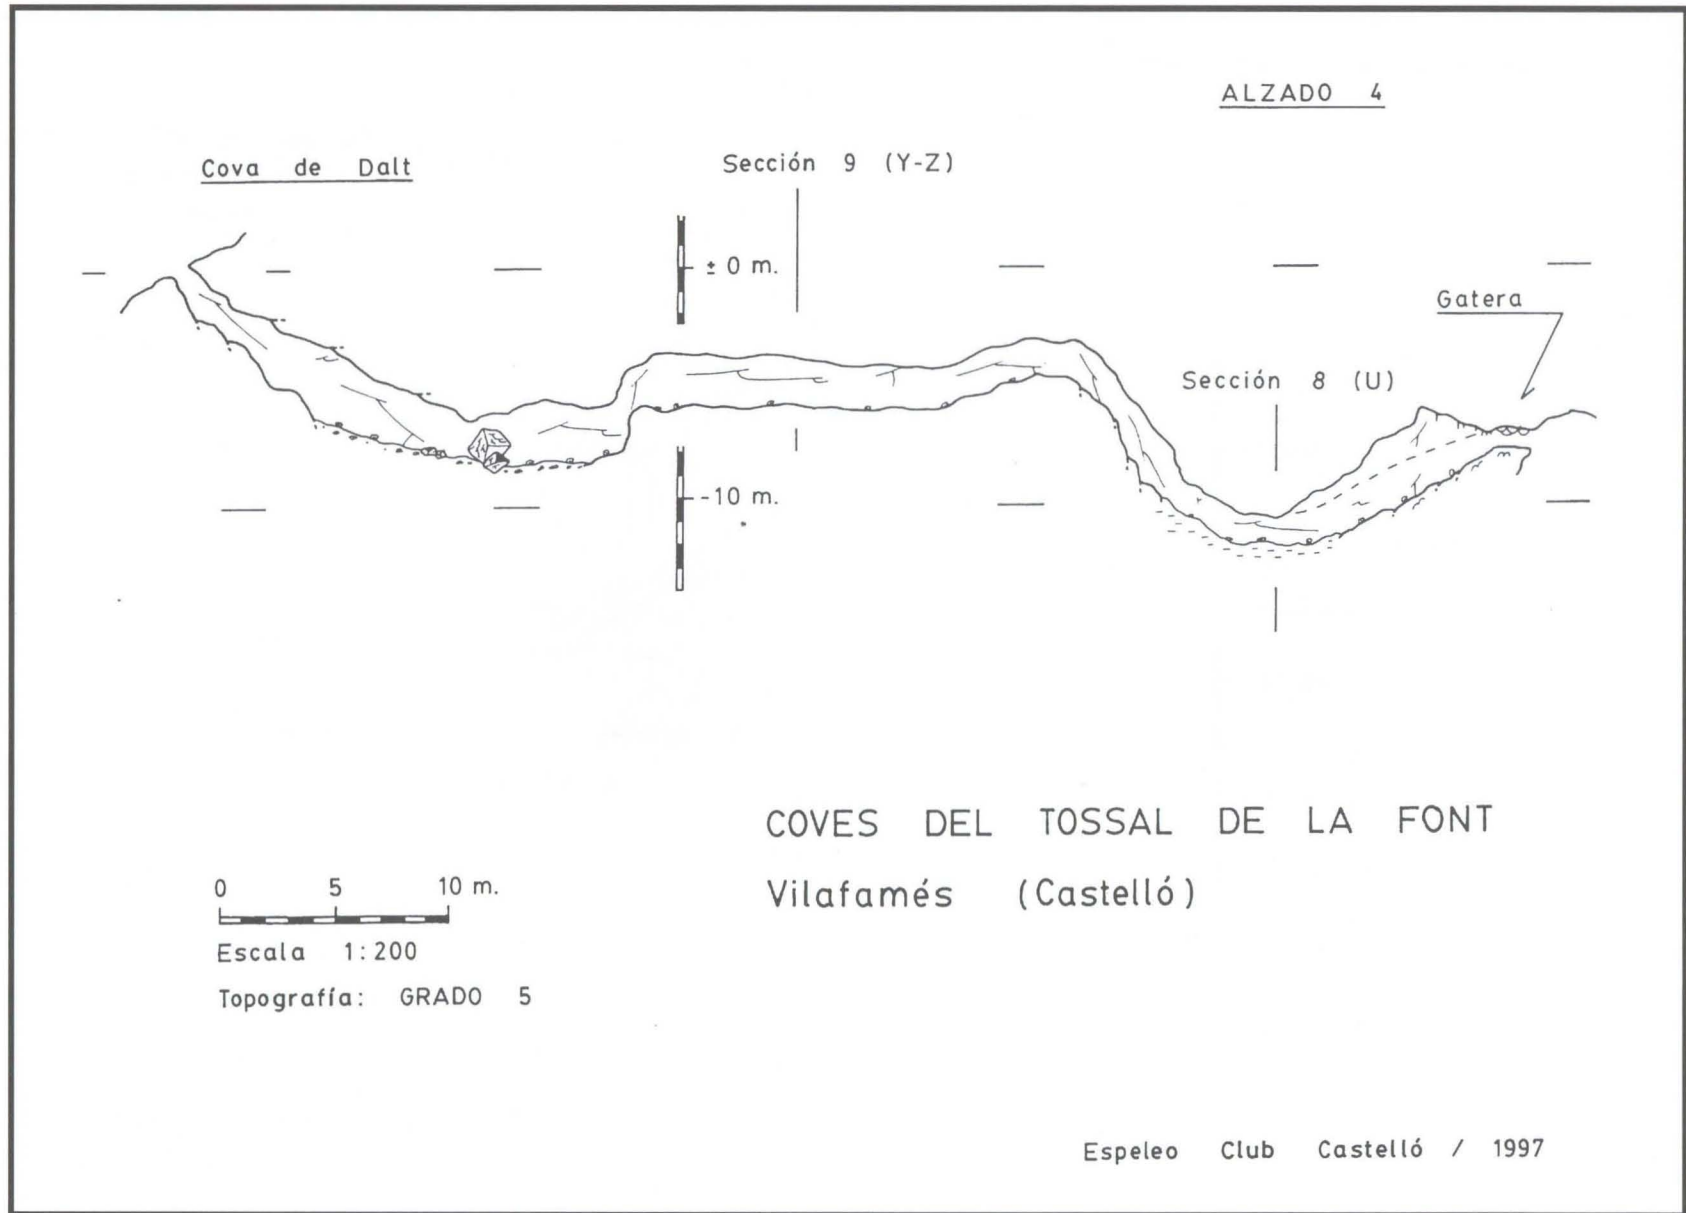 ALZADO 4
Cova de Dalt
Sección 9 (Y-Z)
± 0 m.
Gatera
Sección 8 (U)
-10 m.
COVES DEL TOSSAL DE LA FONT
Vilafamés (Castelló)
0 5 10 m.
Escala 1:200
Topografía: GRADO 5
Espeleo Club Castelló / 1997